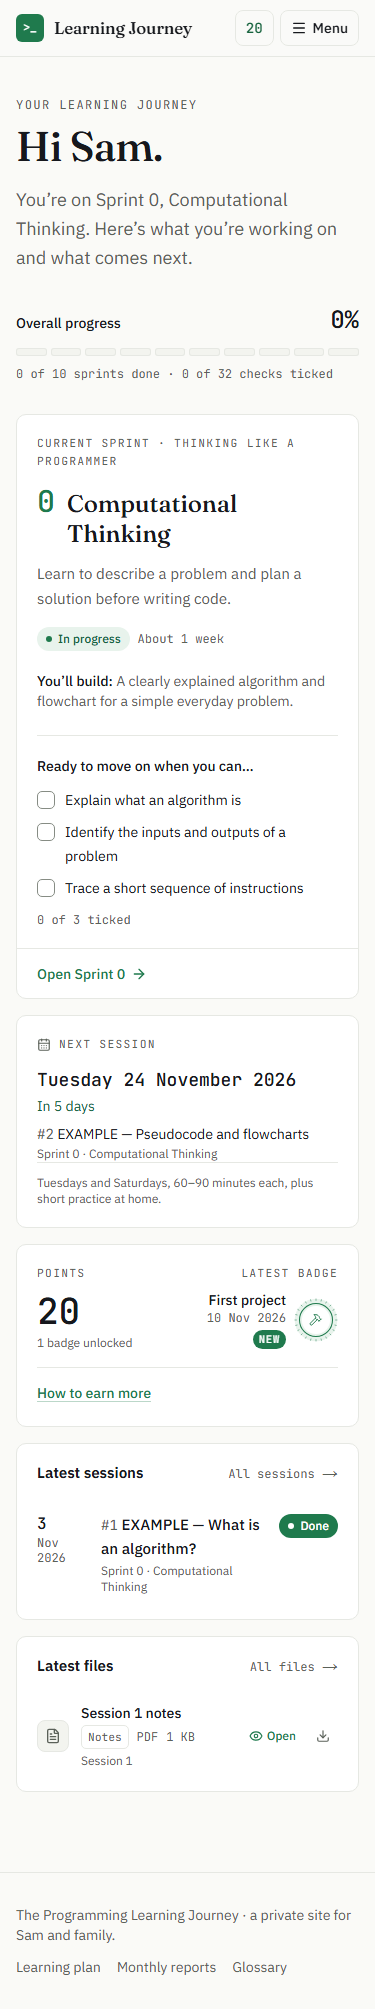 >_ Learning Journey 20 Menu
YOUR LEARNING JOURNEY
Hi Sam.
You’re on Sprint 0, Computational
Thinking. Here’s what you’re working on
and what comes next.
Overall progress 0%
0 of 10 sprints done · 0 of 32 checks ticked
CURRENT SPRINT · THINKING LIKE A
PROGRAMMER
0 Computational
Thinking
Learn to describe a problem and plan a
solution before writing code.
In progress About 1 week
You’ll build: A clearly explained algorithm and
flowchart for a simple everyday problem.
Ready to move on when you can…
Explain what an algorithm is
Identify the inputs and outputs of a
problem
Trace a short sequence of instructions
0 of 3 ticked
Open Sprint 0 →
NEXT SESSION
Tuesday 24 November 2026
In 5 days
#2 EXAMPLE — Pseudocode and flowcharts
Sprint 0 · Computational Thinking
Tuesdays and Saturdays, 60–90 minutes each, plus
short practice at home.
POINTS
20
1 badge unlocked
LATEST BADGE
First project
10 Nov 2026
NEW
How to earn more
Latest sessions All sessions →
3
Nov
2026
#1 EXAMPLE — What is
an algorithm?
Sprint 0 · Computational
Thinking
Done
Latest files All files →
Session 1 notes
Notes PDF 1 KB
Session 1
Open
The Programming Learning Journey · a private site for
Sam and family.
Learning plan Monthly reports Glossary